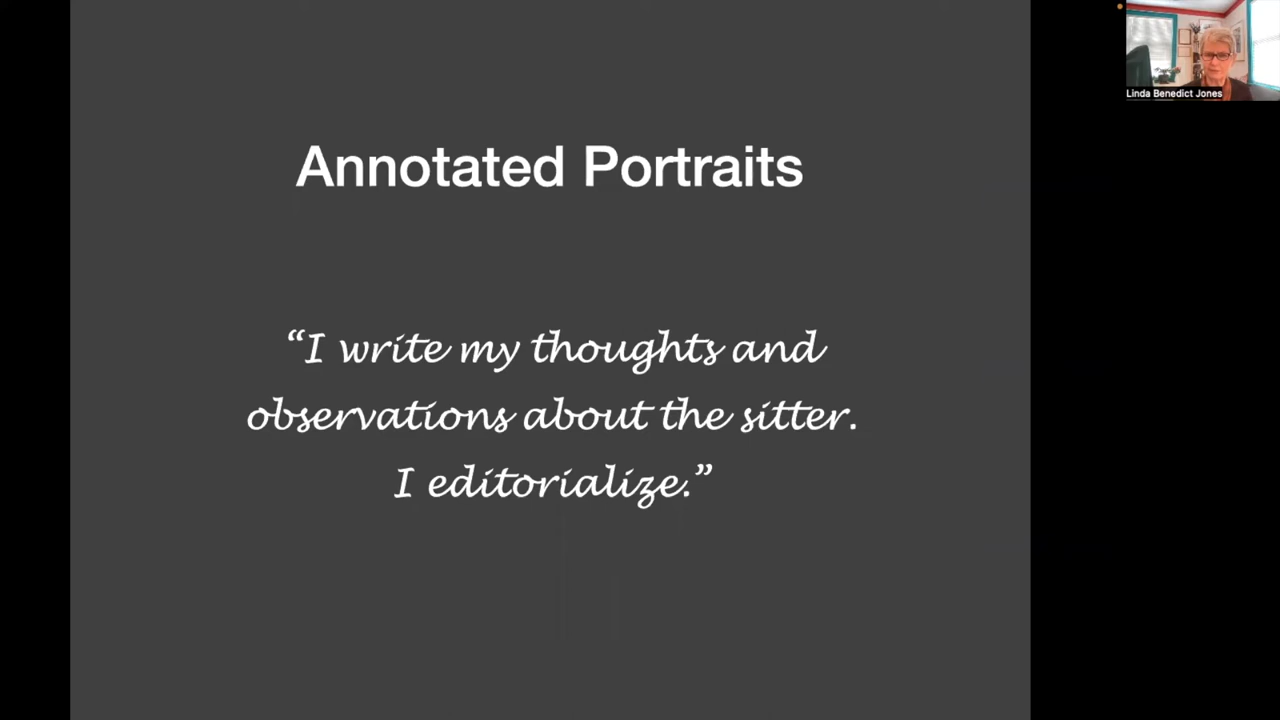 Annotated Portraits
“I write my thoughts and
observations about the sitter.
I editorialize.”
Linda Benedict Jones